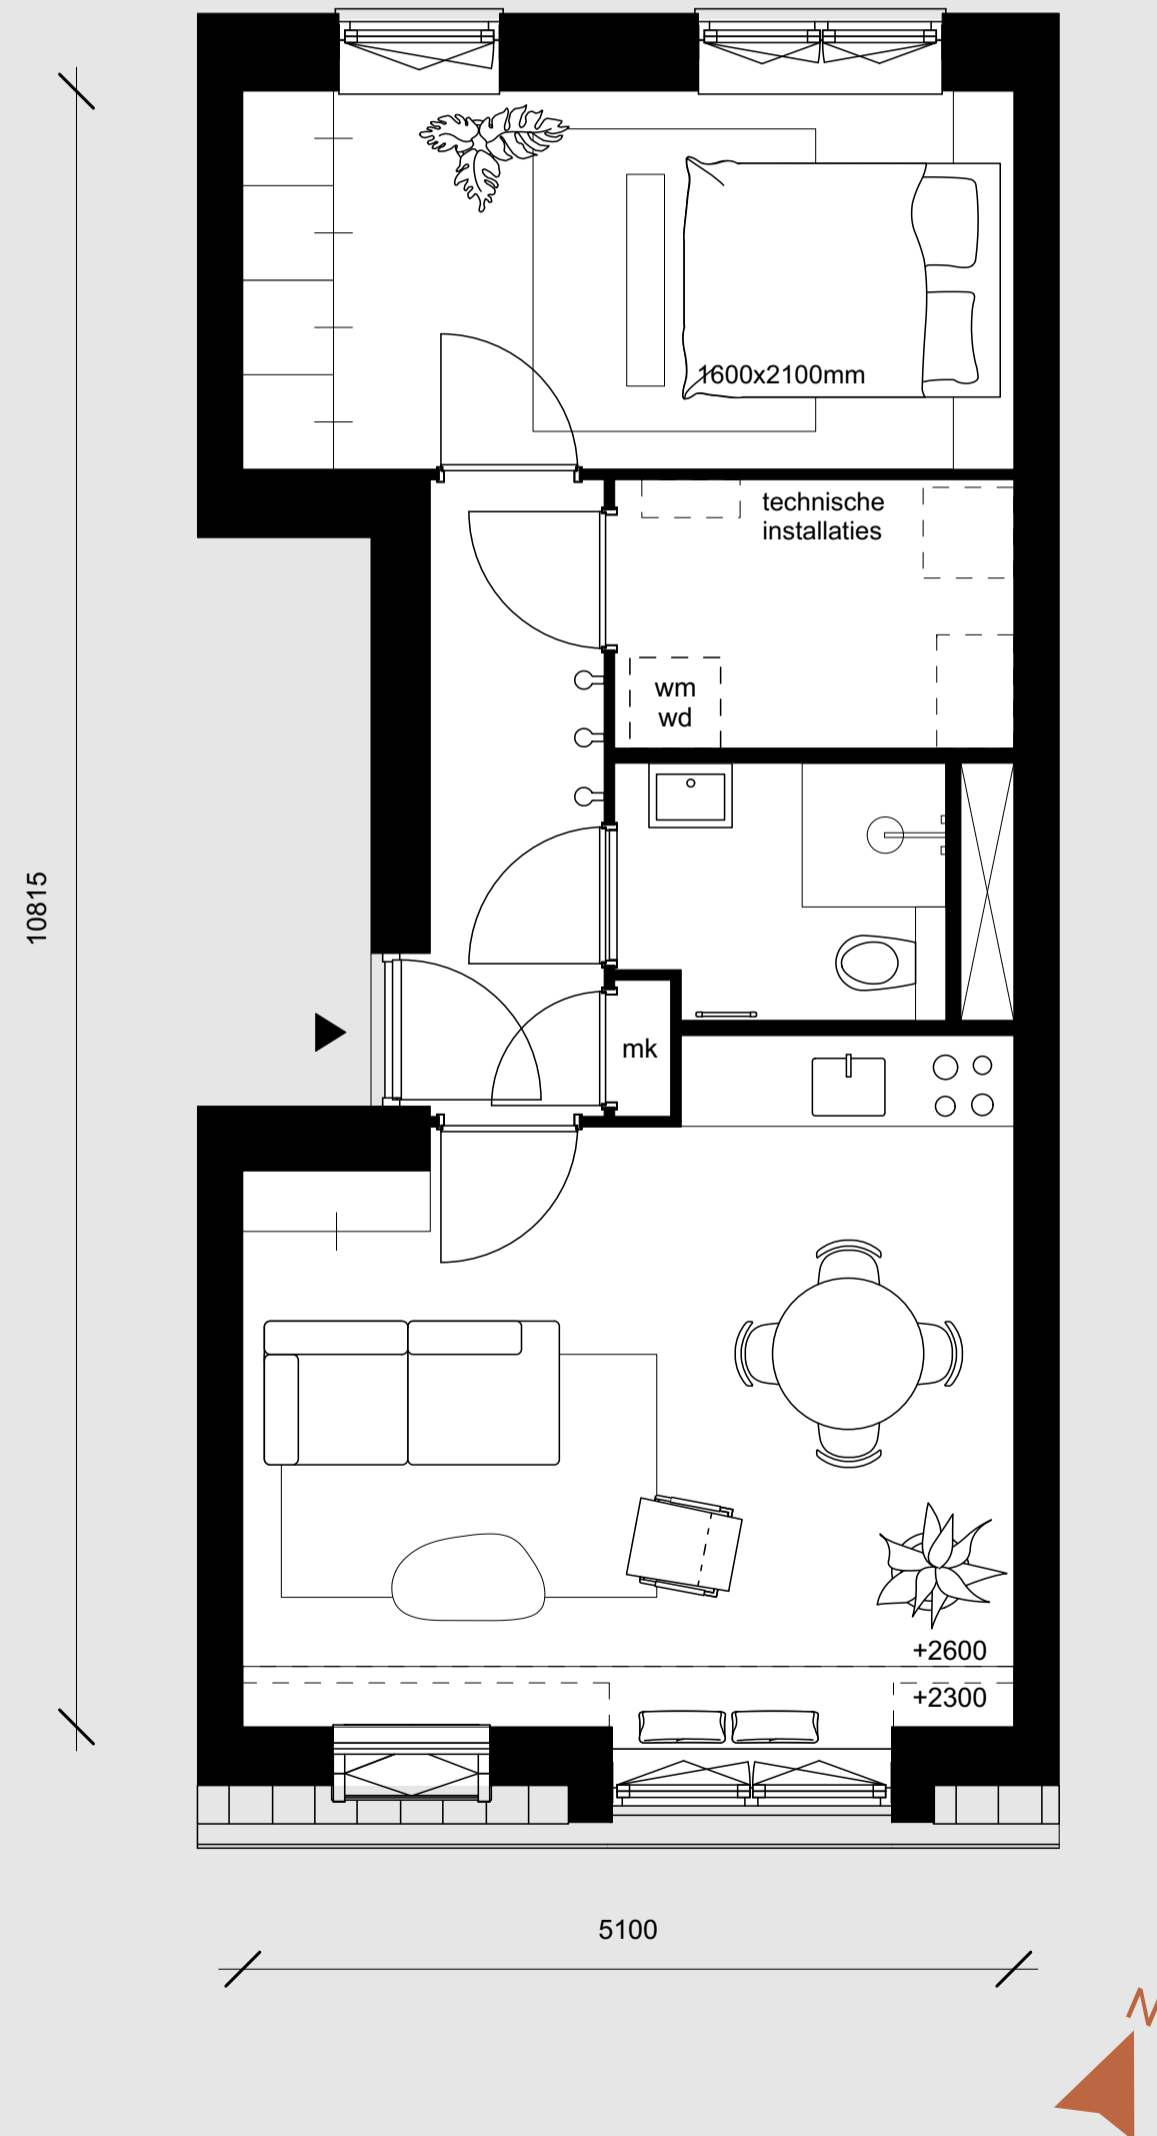 1600x2100mm
technische
installaties
wm
wd
10815
mk
+2600
+2300
5100
N